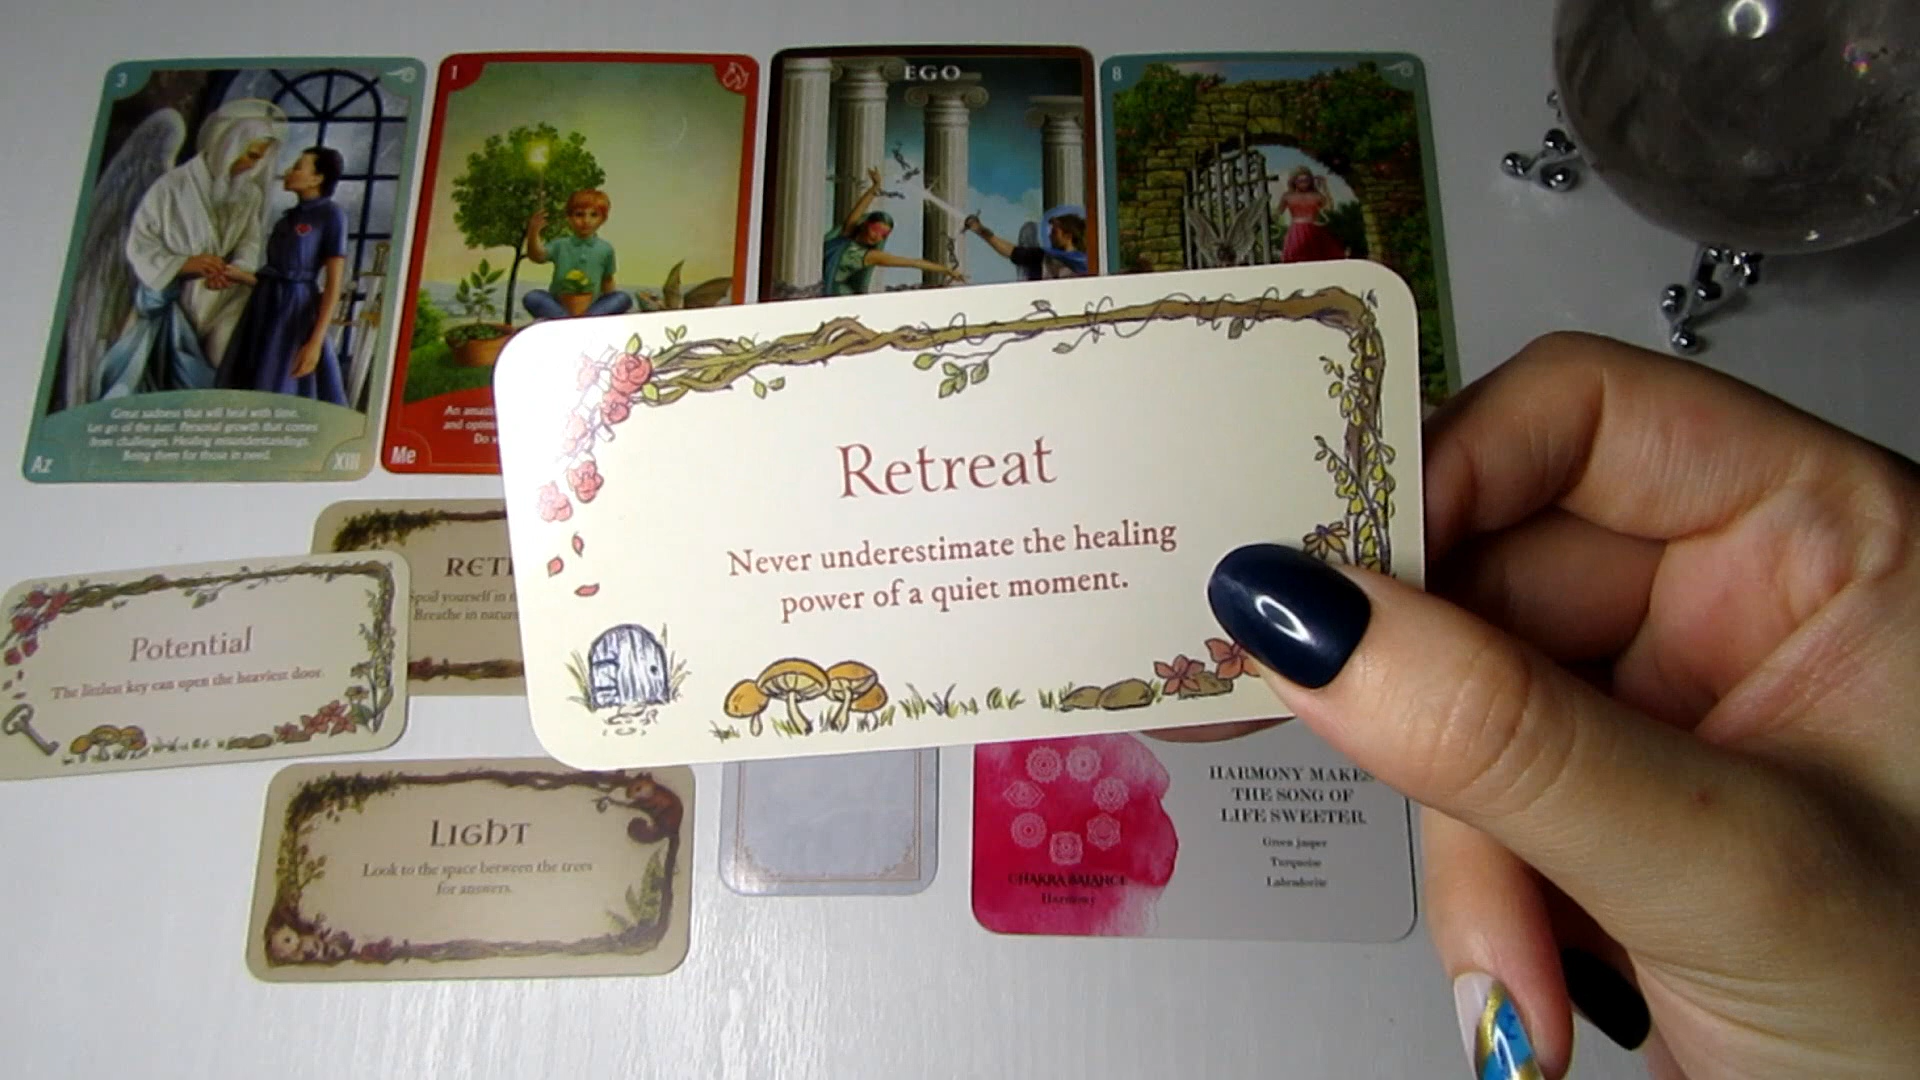 3
Great sadness that will heal with time.
Let go of the past. Personal growth that comes
from challenges. Healing misunderstandings.
Being there for those in need.
Az
XIII
1
An
and
Do
Me
EGO
8
Retreat
Never underestimate the healing
power of a quiet moment.
Spoil yourself in
Breathe in
Potential
The littlest key can open the heaviest door.
LIGHT
Look to the space between the trees
for answers.
CHAKRA BALANCE
Harmony
HARMONY MAKES
THE SONG OF
LIFE SWEETER.
Green jasper
Turquoise
Labradorite